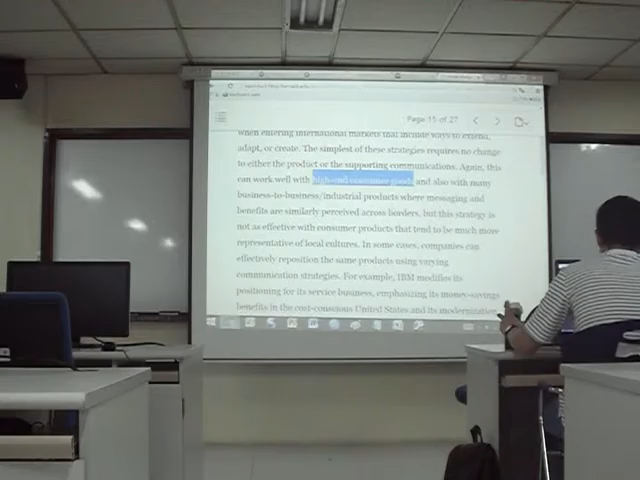 Page 15 of 27
when entering international markets that include ways to extend,
adapt, or create. The simplest of these strategies requires no change
to either the product or the supporting communications. Again, this
can work well with high-end consumer goods and also with many
business-to-business/industrial products where messaging and
benefits are similarly perceived across borders, but this strategy is
not as effective with consumer products that tend to be much more
representative of local cultures. In some cases, companies can
effectively reposition the same products using varying
communication strategies. For example, IBM modifies its
positioning for its service business, emphasizing its money-savings
benefits in the cost-conscious United States and its modernization